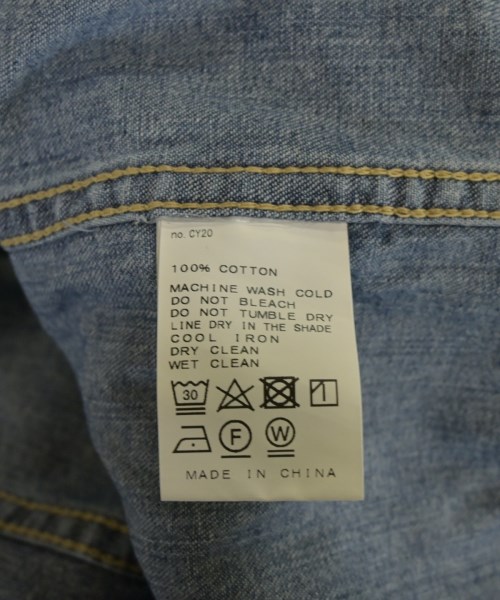 no. CY20
100% COTTON
MACHINE WASH COLD
DO NOT BLEACH
DO NOT TUMBLE DRY
LINE DRY IN THE SHADE
COOL IRON
DRY CLEAN
WET CLEAN
30
F W
MADE IN CHINA